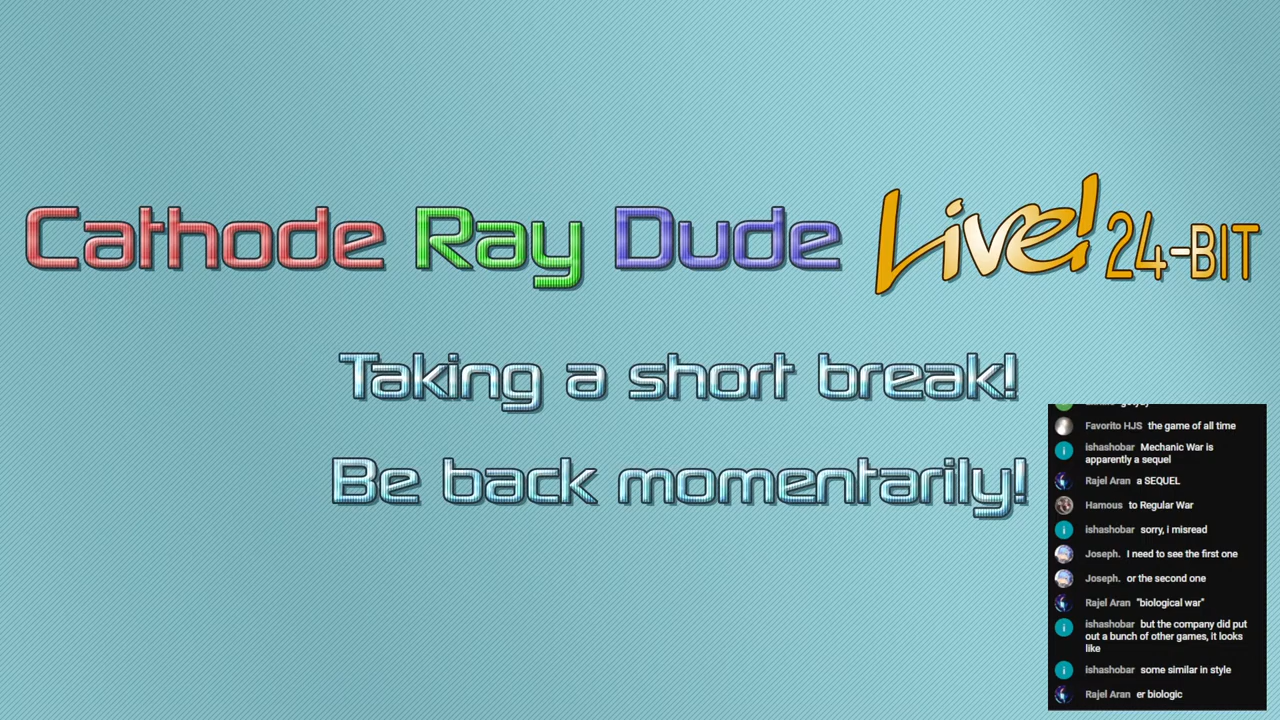 Cathode Ray Dude Live! 24-BIT
Taking a short break!
Be back momentarily!
Favorito HJS the game of all time
i ishashobar Mechanic War is
apparently a sequel
Rajel Aran a SEQUEL
Hamous to Regular War
i ishashobar sorry, i misread
Joseph. I need to see the first one
Joseph. or the second one
Rajel Aran "biological war"
i ishashobar but the company did put
out a bunch of other games, it looks
like
i ishashobar some similar in style
Rajel Aran er biologic